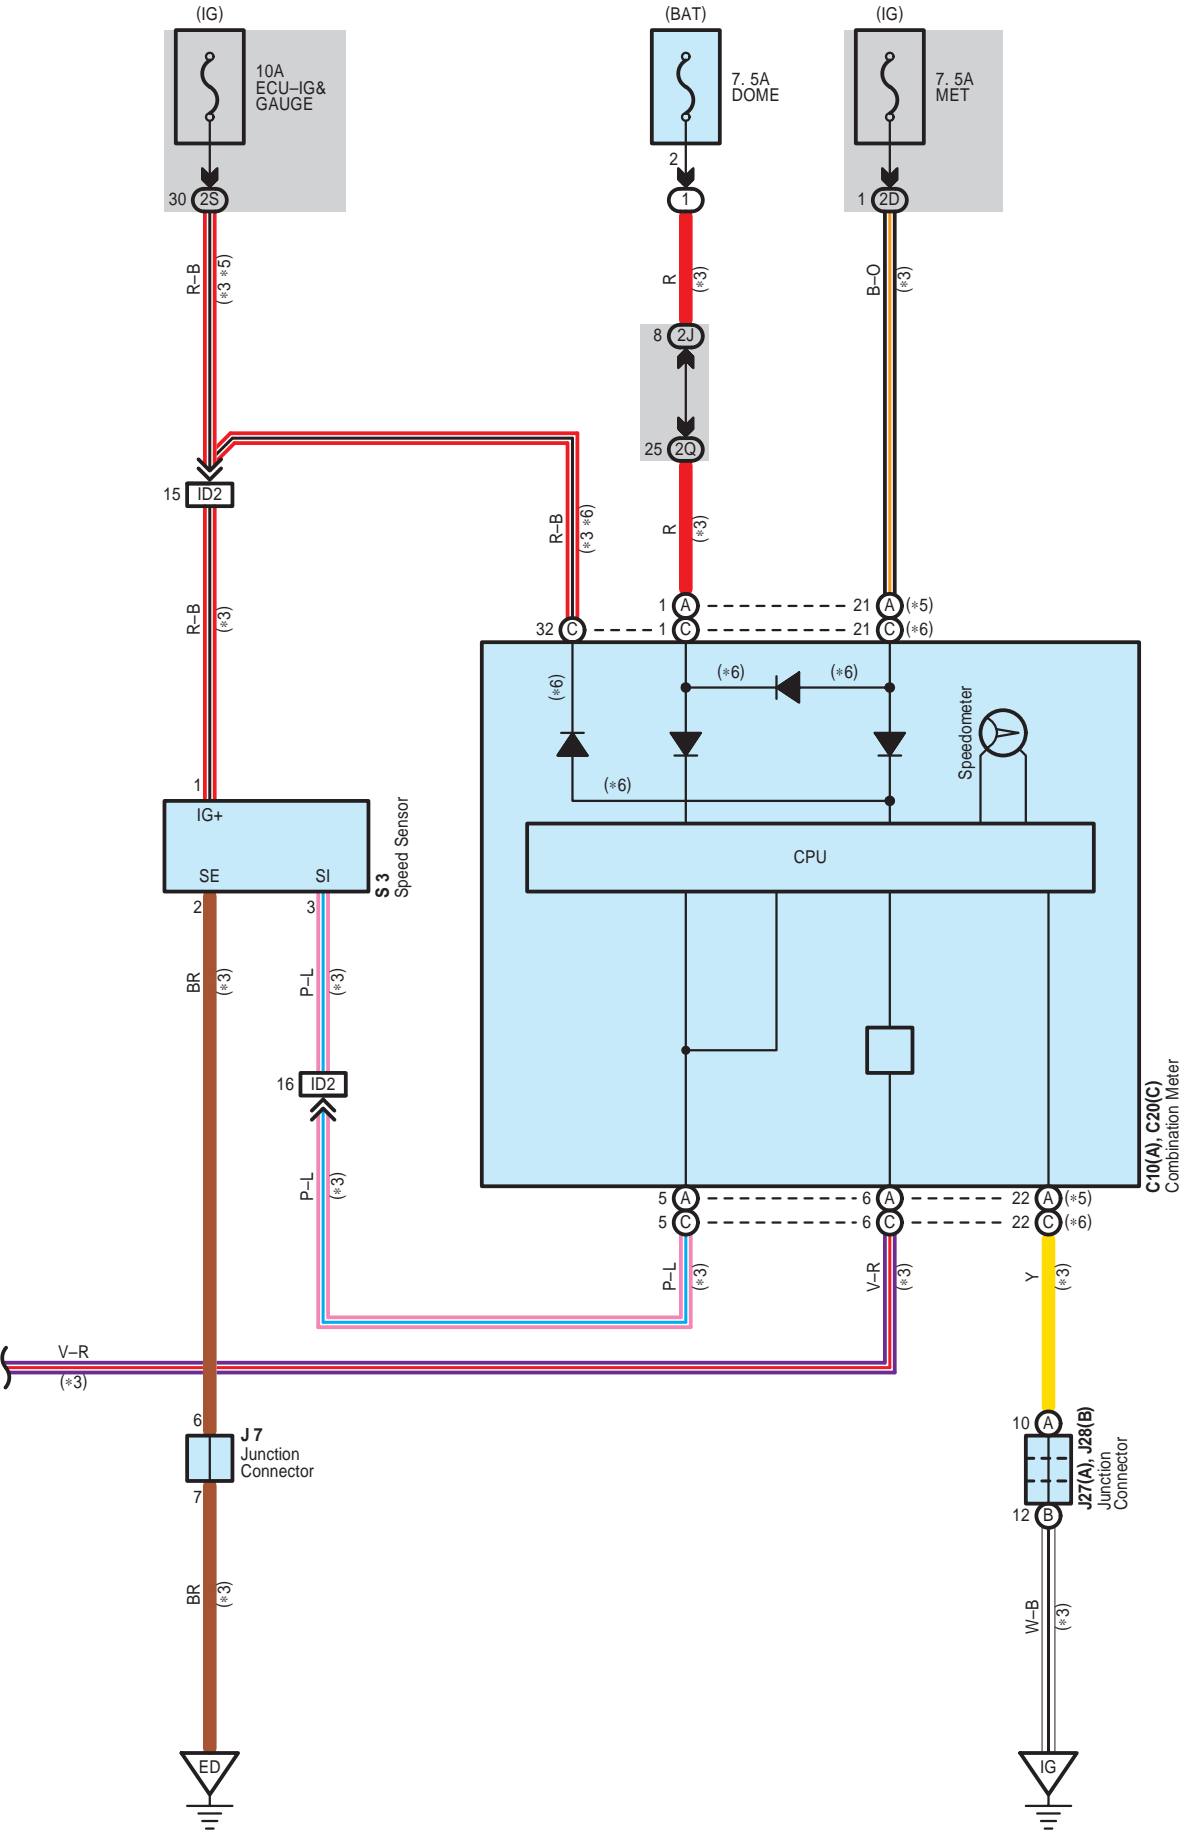 (IG)
(BAT)
(IG)
10A
ECU–IG&
GAUGE
7. 5A
DOME
7. 5A
MET
2
30
2S
1
1
2D
R–B
(∗3 ∗5)
R
(∗3)
B–O
(∗3)
8
2J
25
2Q
15
ID2
R–B
(∗3 ∗6)
R
(∗3)
R–B
(∗3)
1
A
21
A
(∗5)
32
C
1
C
21
C
(∗6)
(∗6)
(∗6)
(∗6)
(∗6)
Speedometer
1
IG+
SE
SI
S 3
Speed Sensor
CPU
2
3
BR
(∗3)
P–L
(∗3)
16
ID2
P–L
(∗3)
C10(A), C20(C)
Combination Meter
5
A
6
A
22
A
(∗5)
5
C
6
C
22
C
(∗6)
P–L
(∗3)
V–R
(∗3)
Y
(∗3)
V–R
(∗3)
6
J 7
Junction
Connector
7
10
A
J27(A), J28(B)
Junction
Connector
12
B
BR
(∗3)
W–B
(∗3)
ED
IG